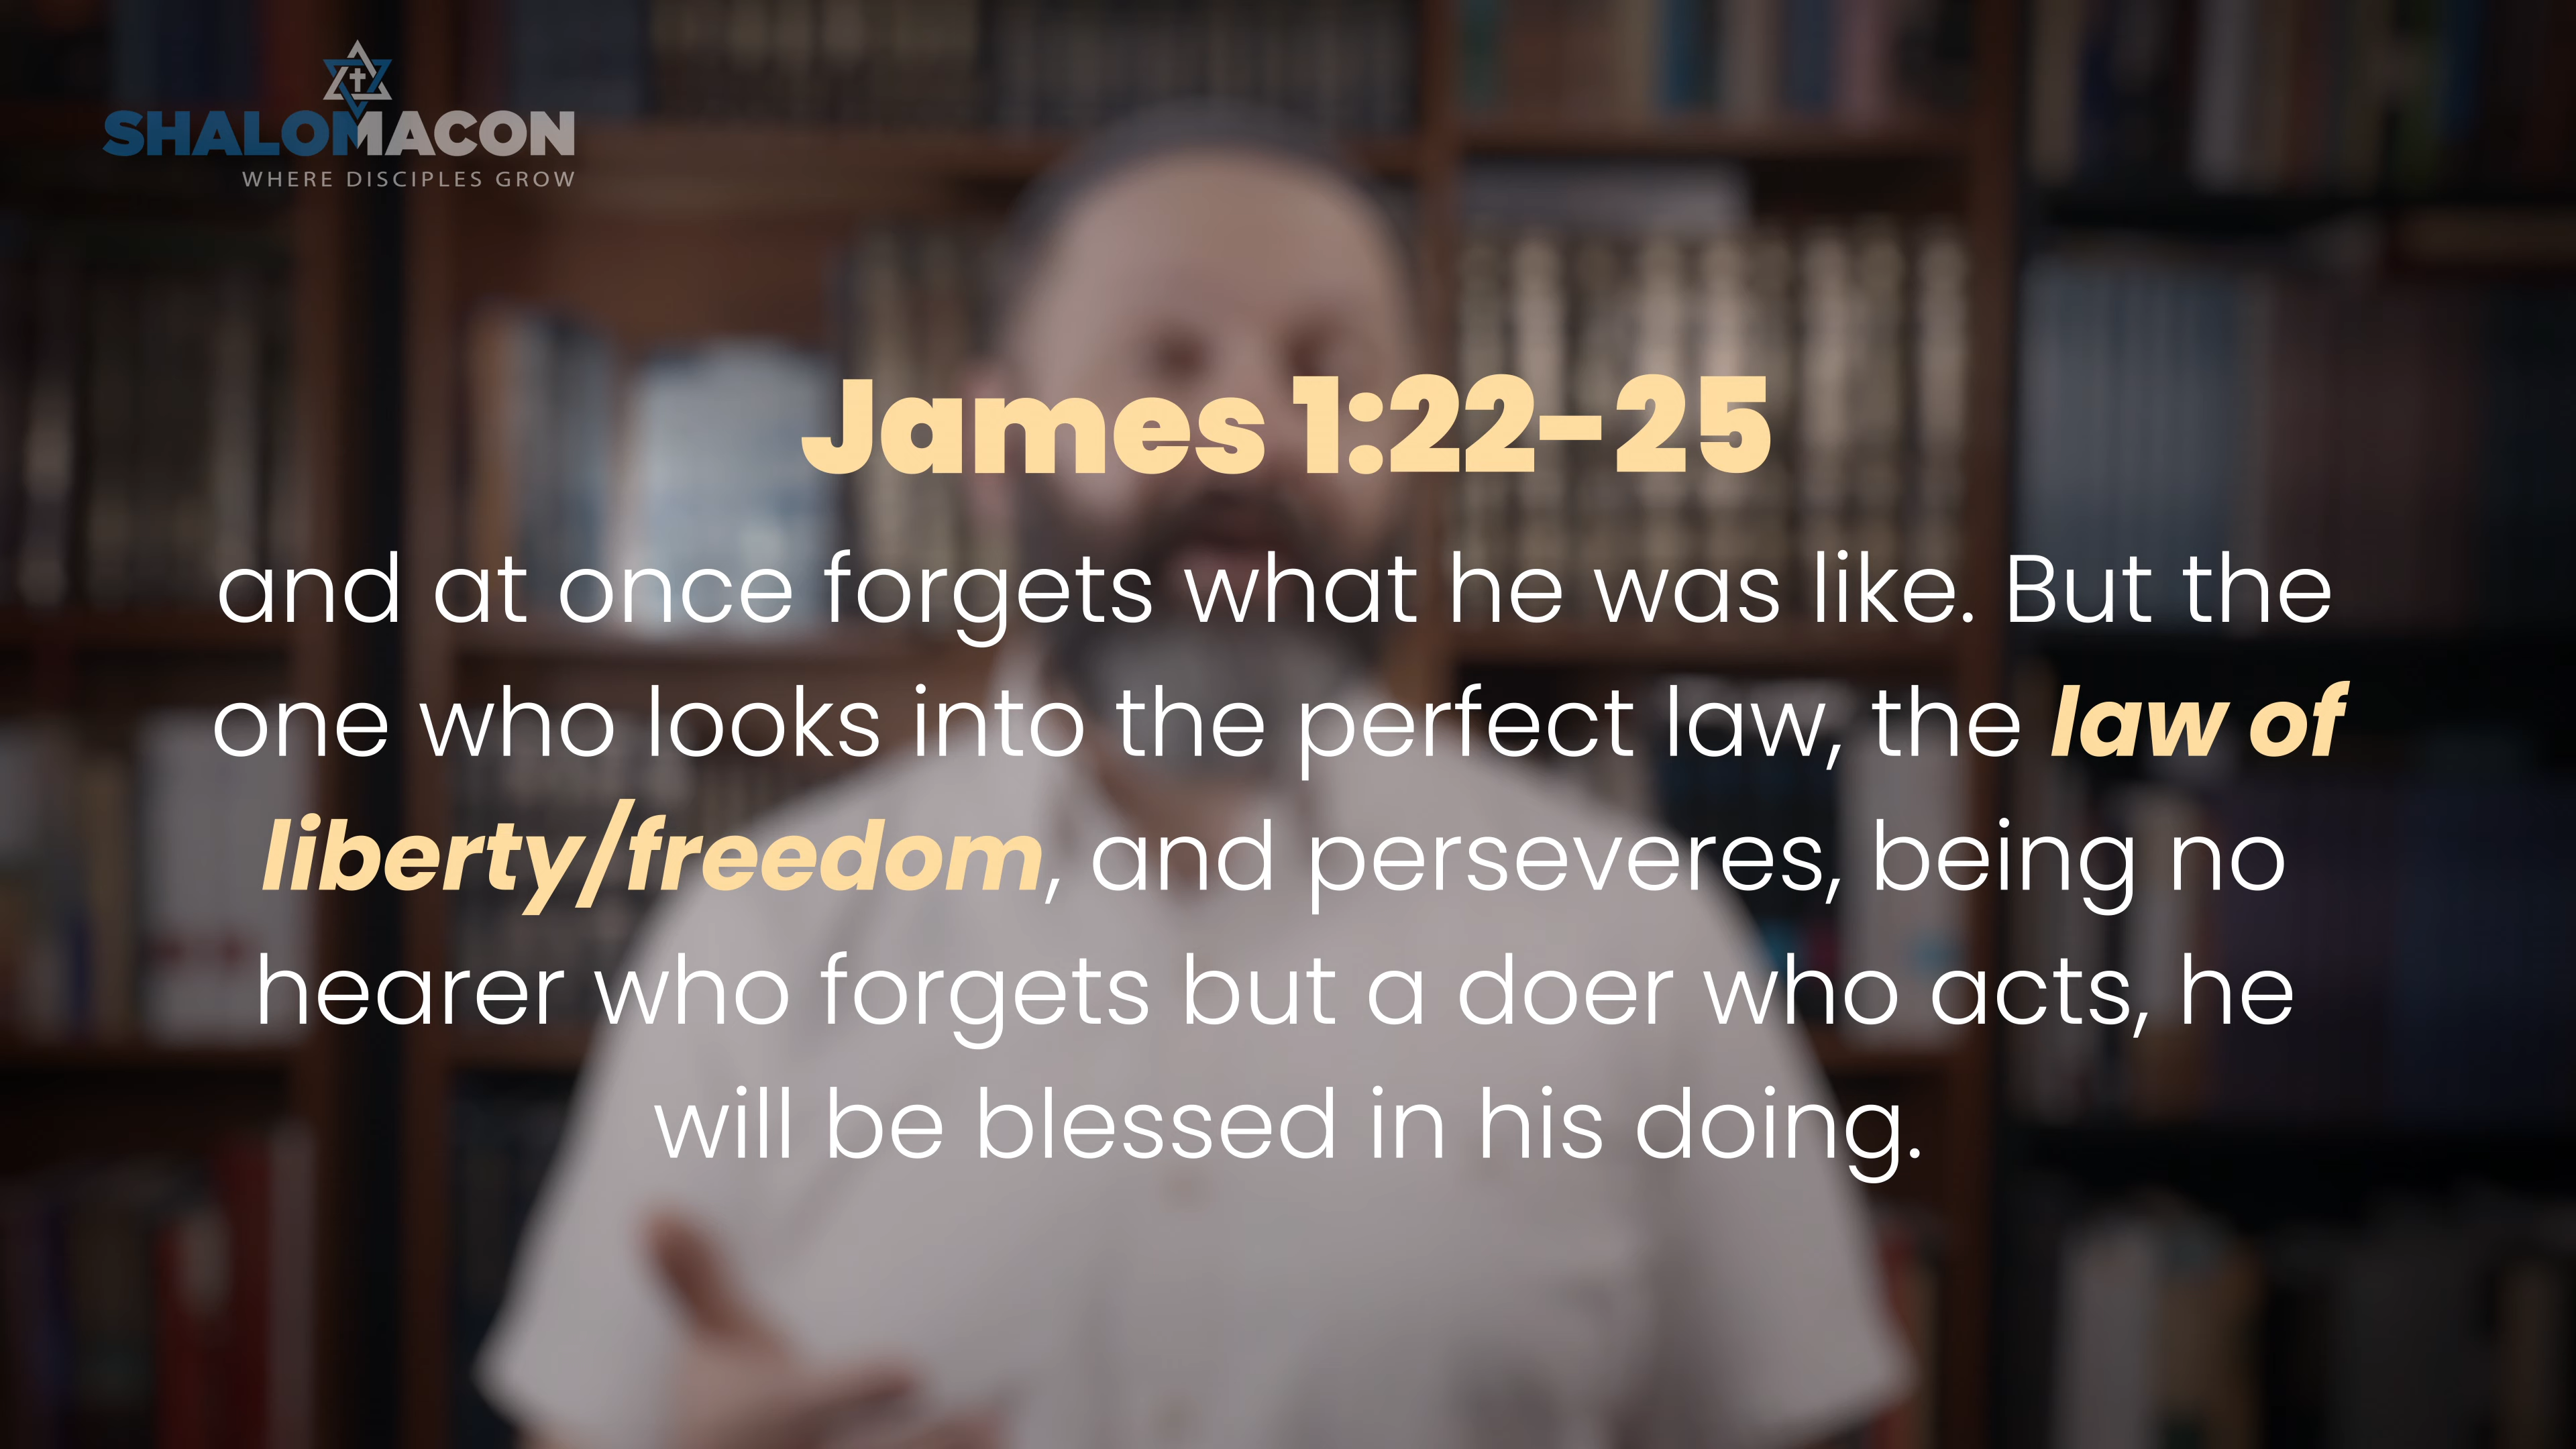 SHALOMMACON
WHERE DISCIPLES GROW
James 1:22-25
and at once forgets what he was like. But the
one who looks into the perfect law, the law of
liberty/freedom, and perseveres, being no
hearer who forgets but a doer who acts, he
will be blessed in his doing.